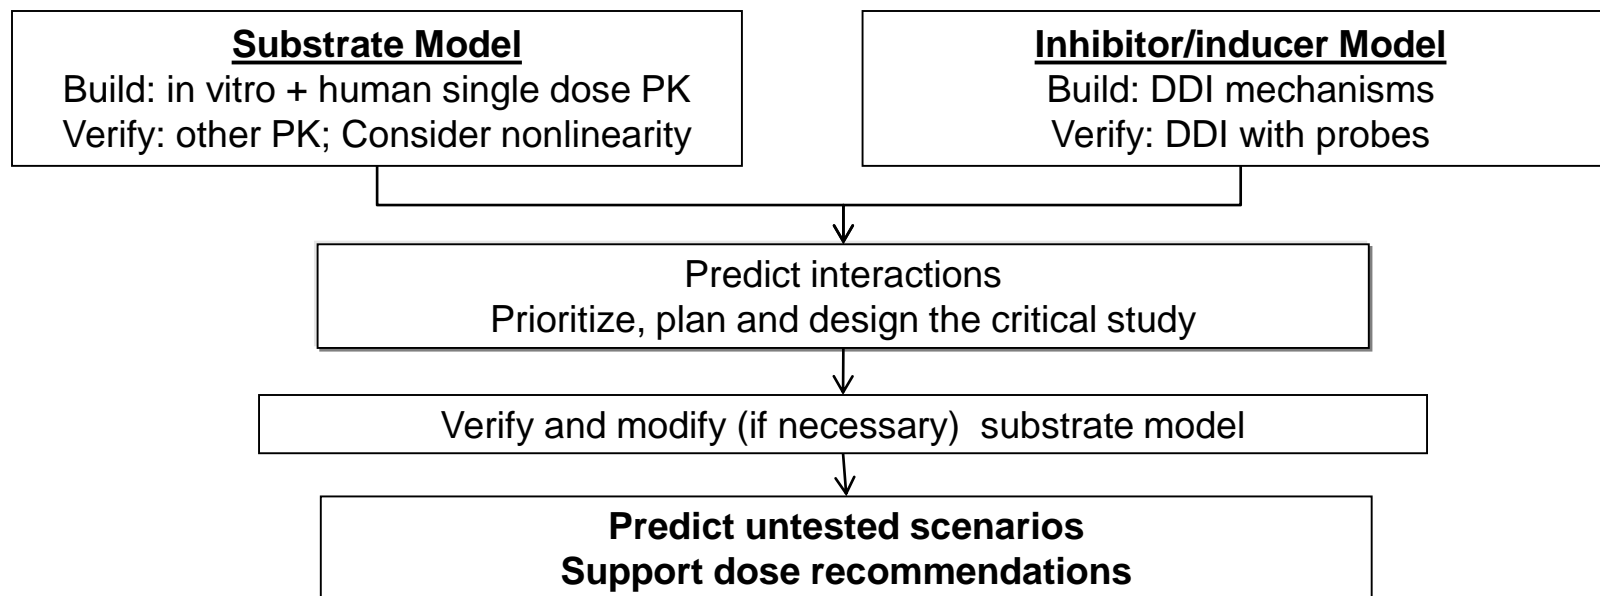 Substrate Model
Build: in vitro + human single dose PK
Verify: other PK; Consider nonlinearity
Inhibitor/inducer Model
Build: DDI mechanisms
Verify: DDI with probes
Predict interactions
Prioritize, plan and design the critical study
Verify and modify (if necessary)  substrate model
Predict untested scenarios
Support dose recommendations